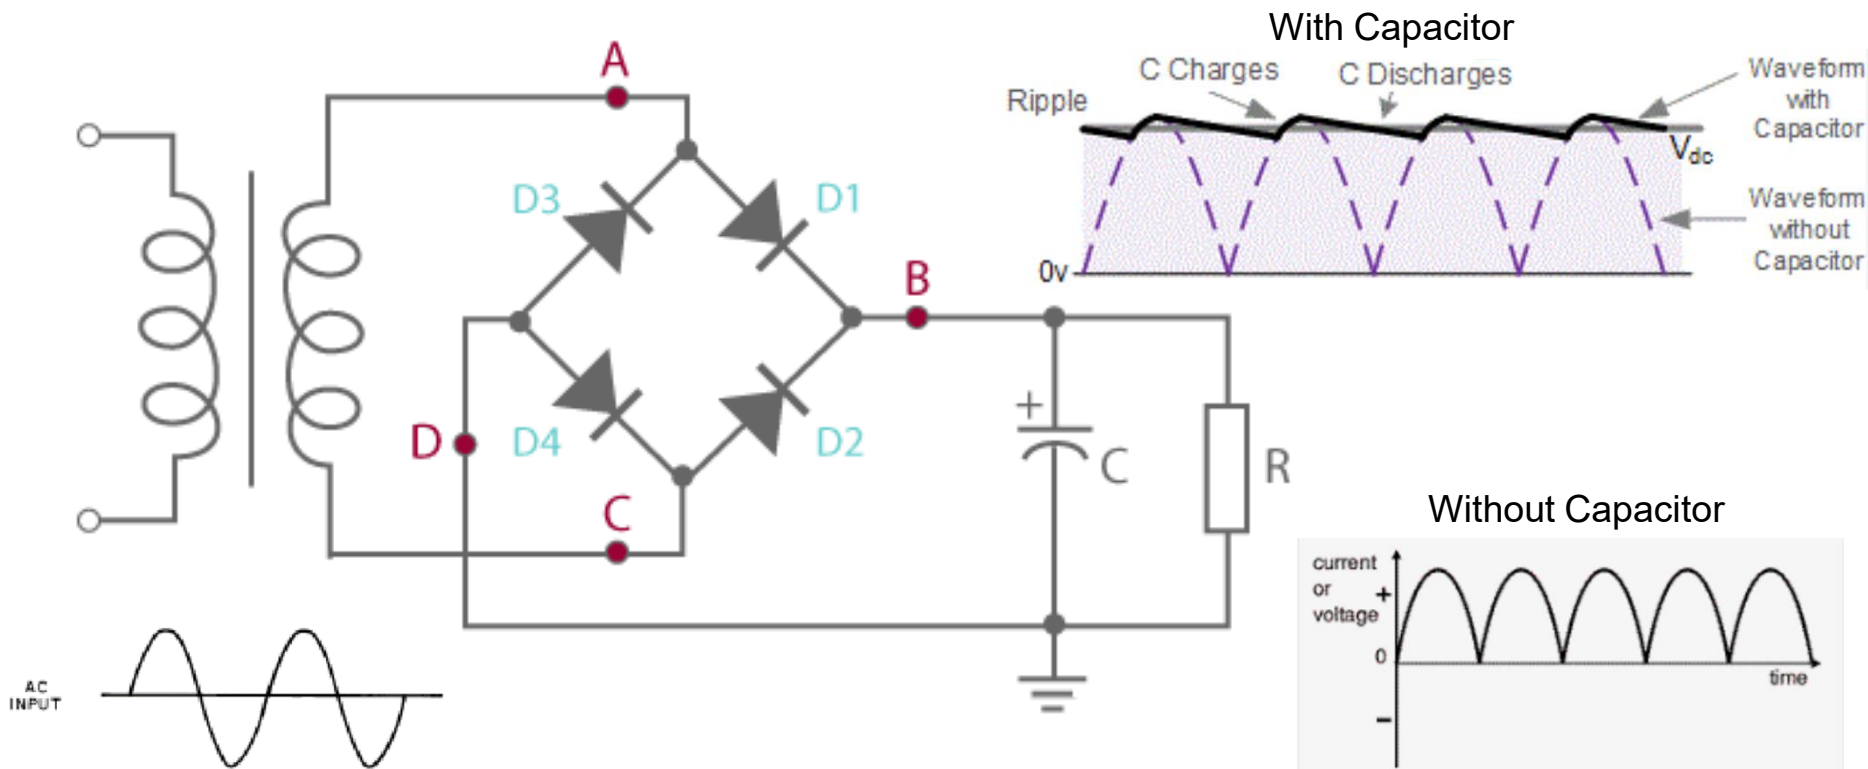 With Capacitor
C Charges
C Discharges
Ripple
Waveform
with
Capacitor
Vdc
Waveform
without
Capacitor
0v
A
D3
D1
B
D
D4
D2
C
+
C
R
Without Capacitor
current
or
voltage
+
0
time
−
AC
INPUT